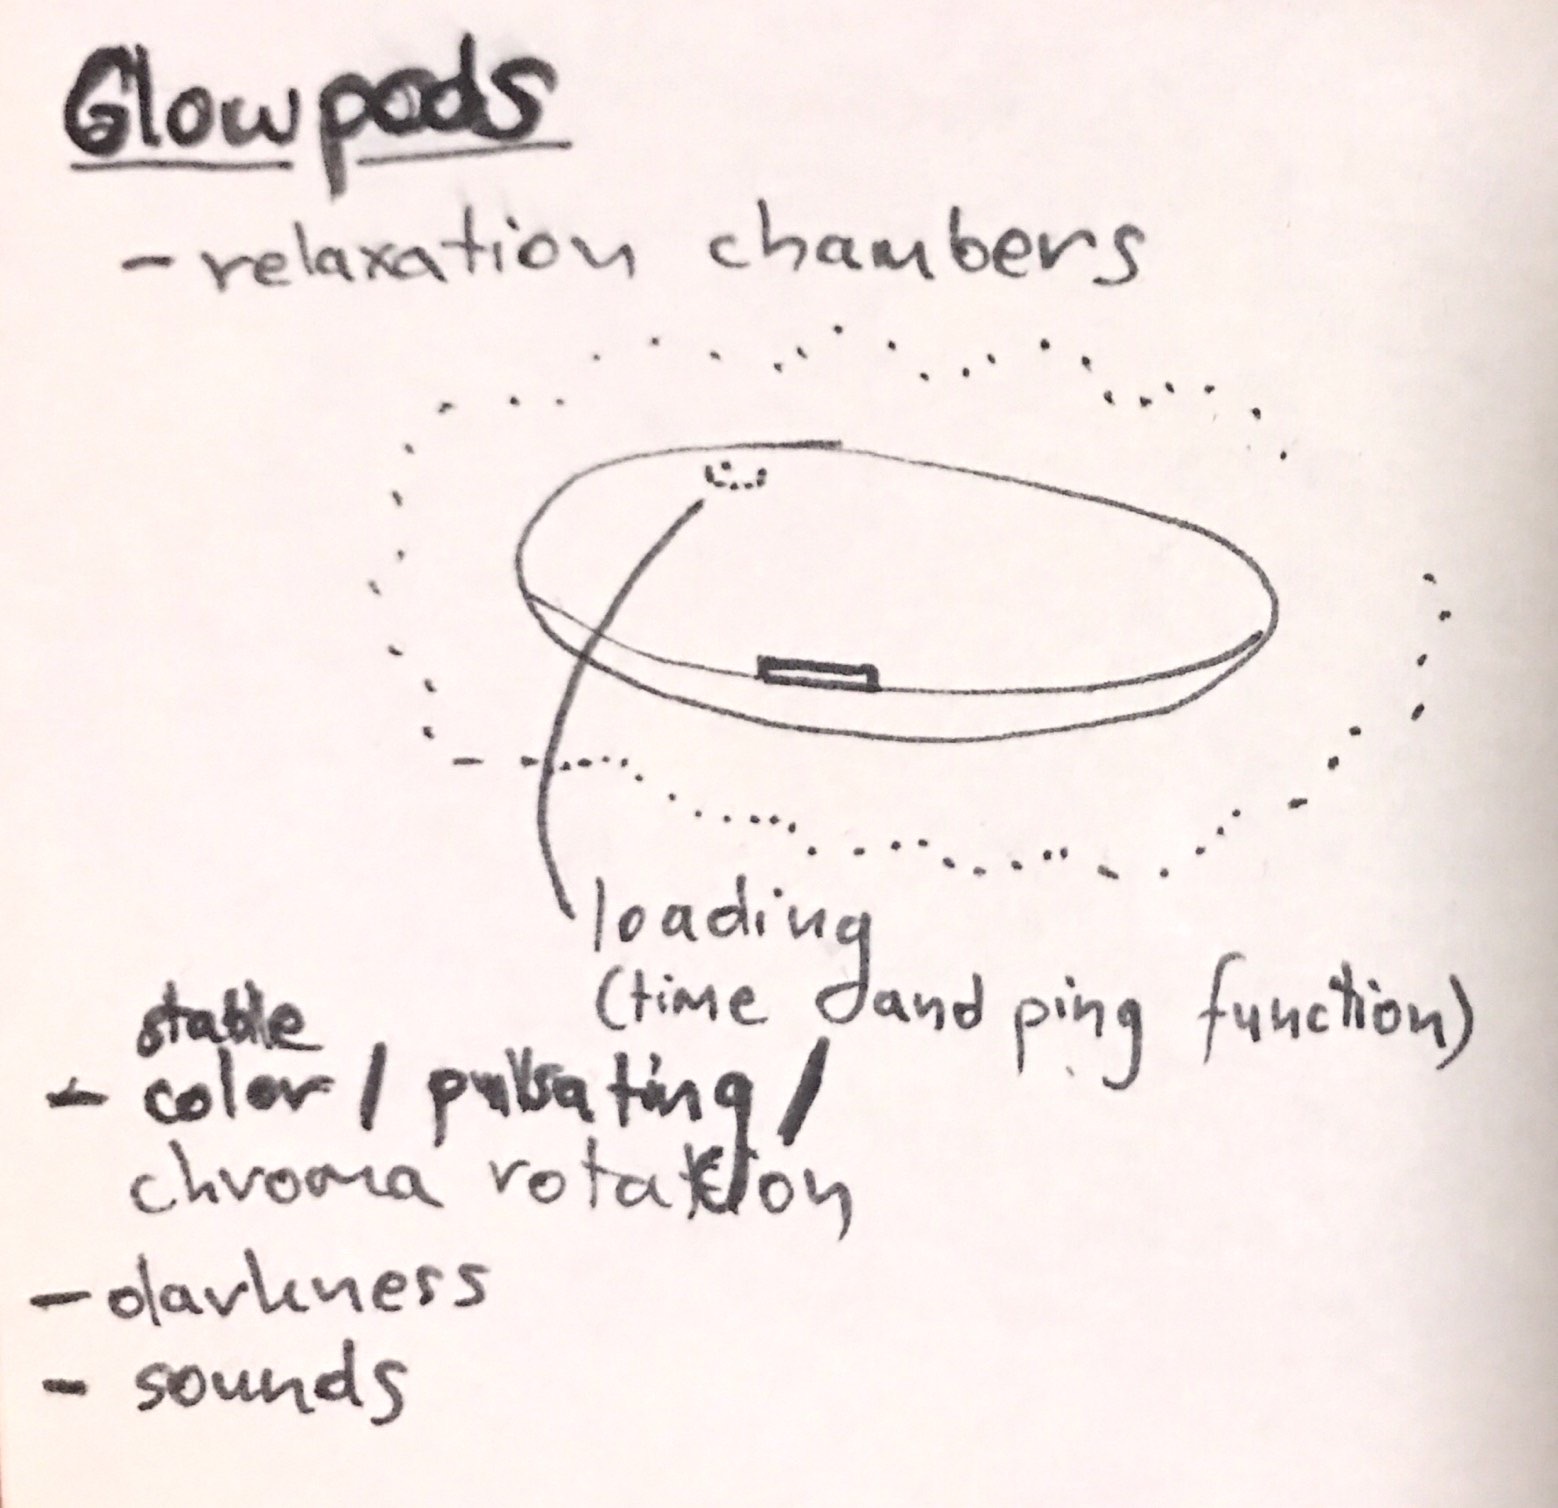 Glowpods
- relaxation chambers
loading
(time and ping function)
stable
- color / pulsating /
chroma rotation
- darkness
- sounds